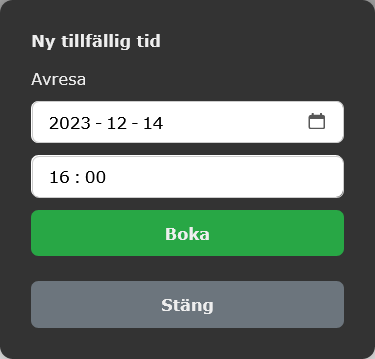 Ny tillfällig tid
Avresa
2023 - 12 - 14
16 : 00
Boka
Stäng